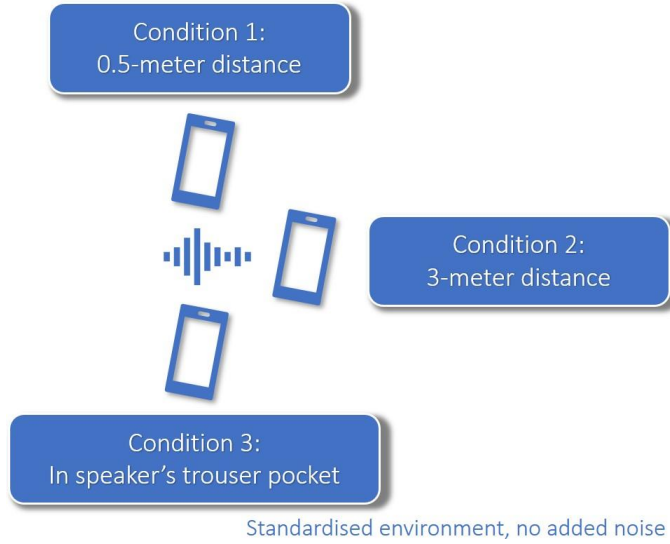 Condition 1:
0.5-meter distance
Condition 2:
3-meter distance
Condition 3:
In speaker’s trouser pocket
Standardised environment, no added noise